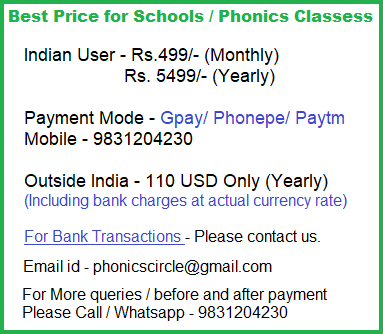 Best Price for Schools / Phonics Classess
Indian User - Rs.499/- (Monthly)
Rs. 5499/- (Yearly)
Payment Mode - Gpay/ Phonepe/ Paytm
Mobile - 9831204230
Outside India - 110 USD Only (Yearly)
(Including bank charges at actual currency rate)
For Bank Transactions - Please contact us.
Email id - phonicscircle@gmail.com
For More queries / before and after payment
Please Call / Whatsapp - 9831204230